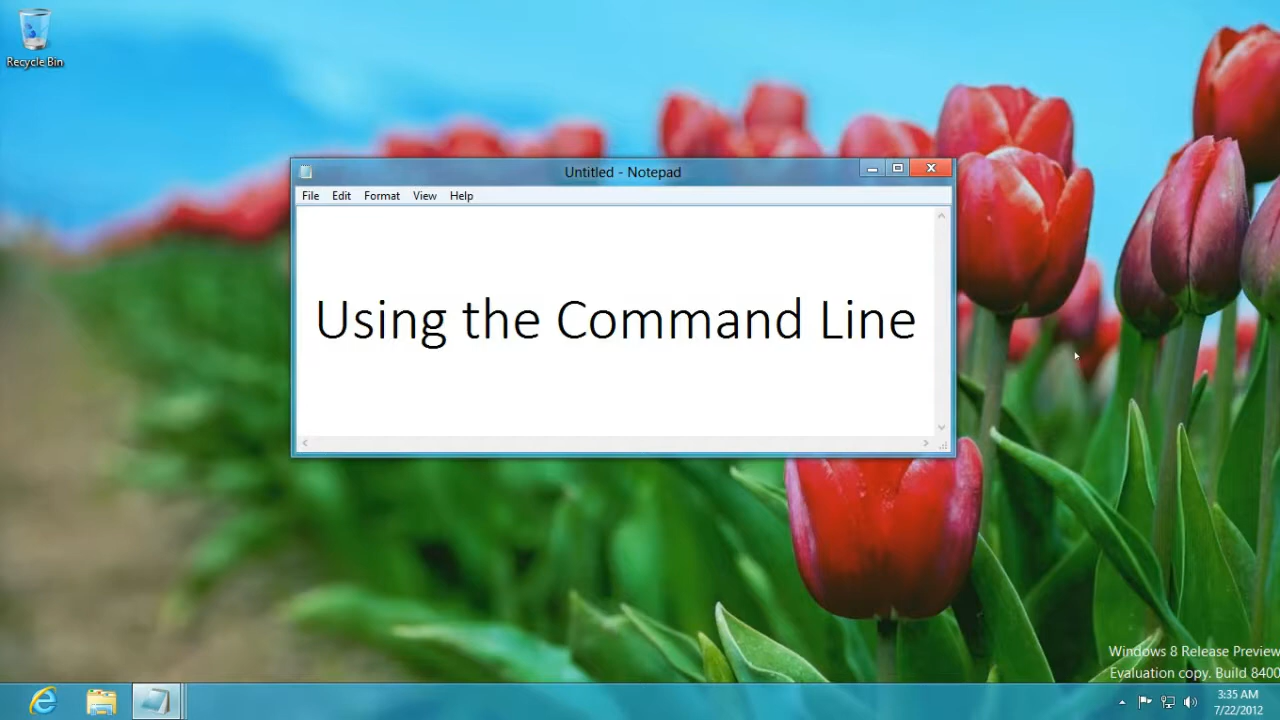 Recycle Bin
Untitled - Notepad
File Edit Format View Help
Using the Command Line
Windows 8 Release Preview
Evaluation copy. Build 8400
3:35 AM
7/22/2012